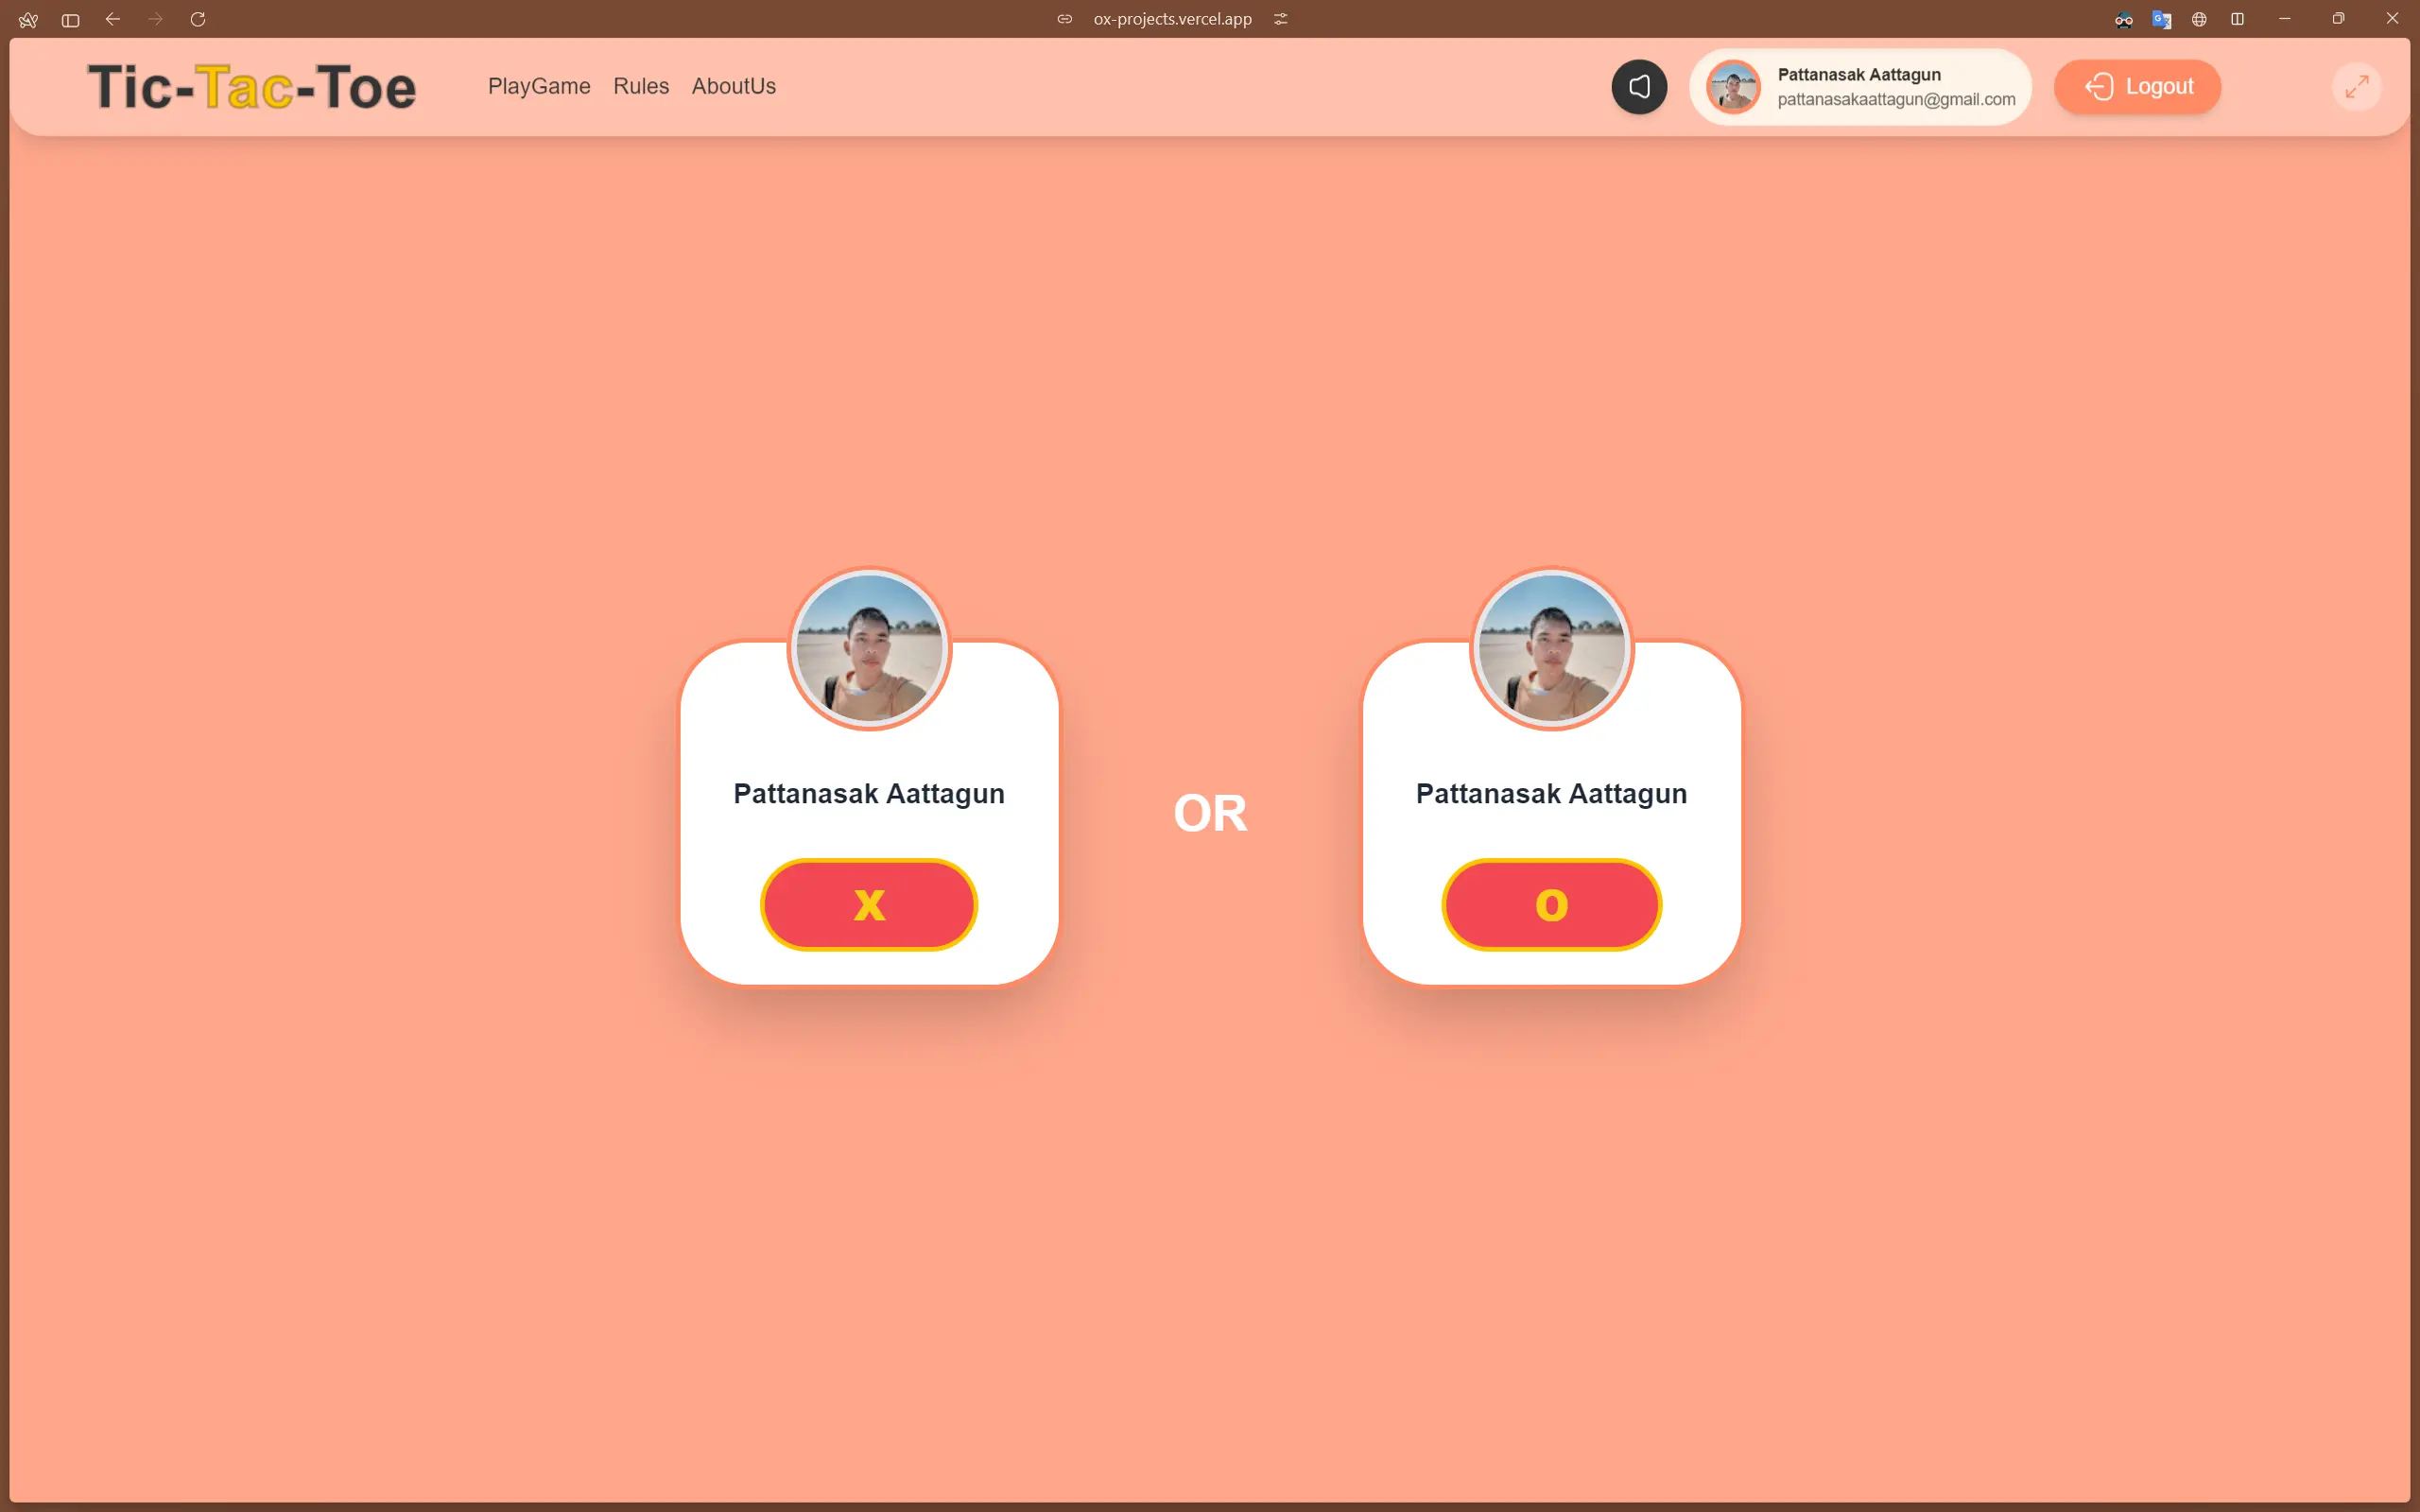 ox-projects.vercel.app
Tic-Tac-Toe
PlayGame Rules AboutUs
Pattanasak Aattagun
pattanasakaattagun@gmail.com
Logout
Pattanasak Aattagun
X
OR
Pattanasak Aattagun
O